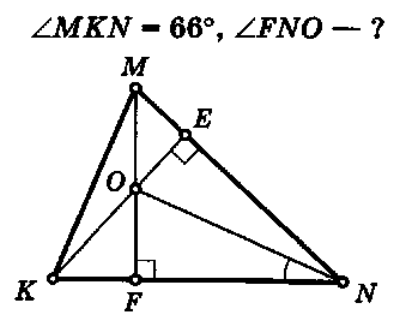 ∠MKN = 66°, ∠FNO — ?
M
E
O
K
F
N